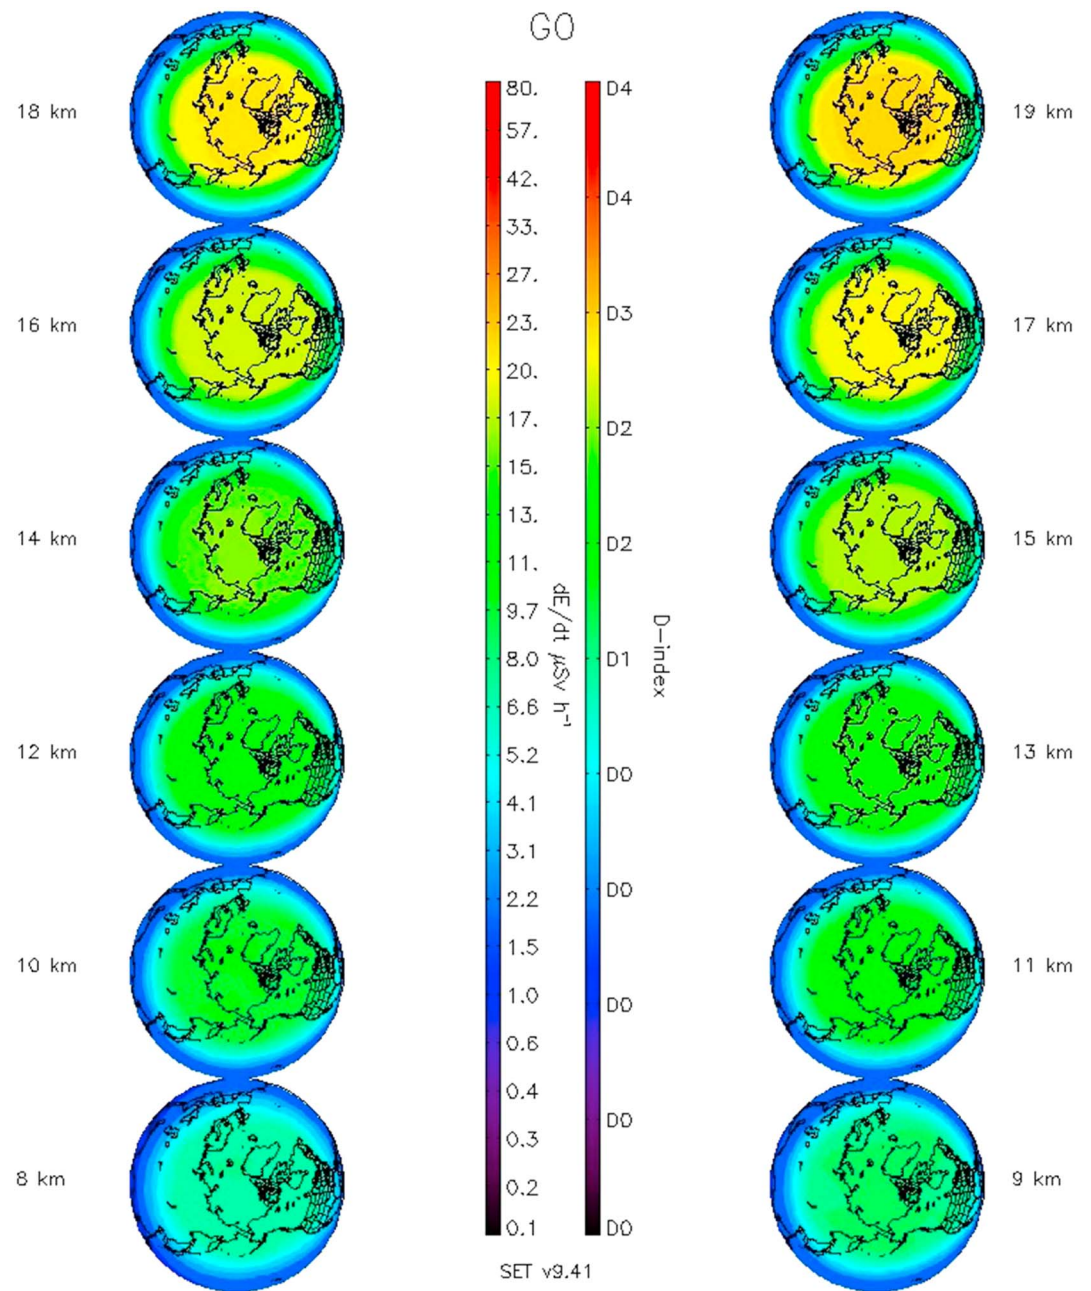 G0
18 km
16 km
14 km
12 km
10 km
8 km
80.
57.
42.
33.
27.
23.
20.
17.
15.
13.
11.
9.7
8.0
6.6
5.2
4.1
3.1
2.2
1.5
1.0
0.6
0.4
0.3
0.2
0.1
dE/dt μSv h⁻¹
D4
D4
D3
D2
D2
D1
D0
D0
D0
D0
D0
D-index
19 km
17 km
15 km
13 km
11 km
9 km
SET v9.41